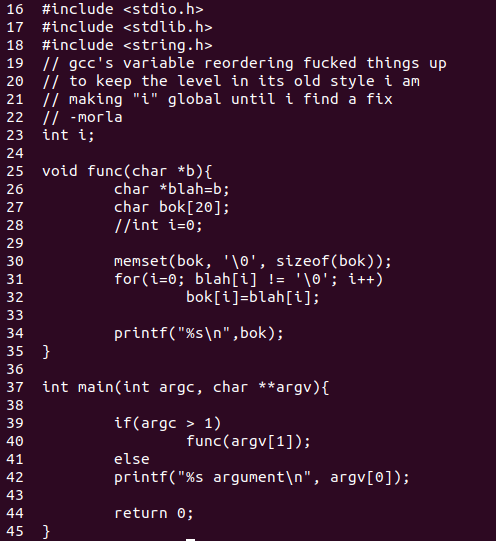 16 #include <stdio.h>
17 #include <stdlib.h>
18 #include <string.h>
19 // gcc's variable reordering fucked things up
20 // to keep the level in its old style i am
21 // making "i" global until i find a fix
22 // -morla
23 int i;
24
25 void func(char *b){
26         char *blah=b;
27         char bok[20];
28         //int i=0;
29
30         memset(bok, '\0', sizeof(bok));
31         for(i=0; blah[i] != '\0'; i++)
32                 bok[i]=blah[i];
33
34         printf("%s\n",bok);
35 }
36
37 int main(int argc, char **argv){
38
39         if(argc > 1)
40                 func(argv[1]);
41         else
42         printf("%s argument\n", argv[0]);
43
44         return 0;
45 }